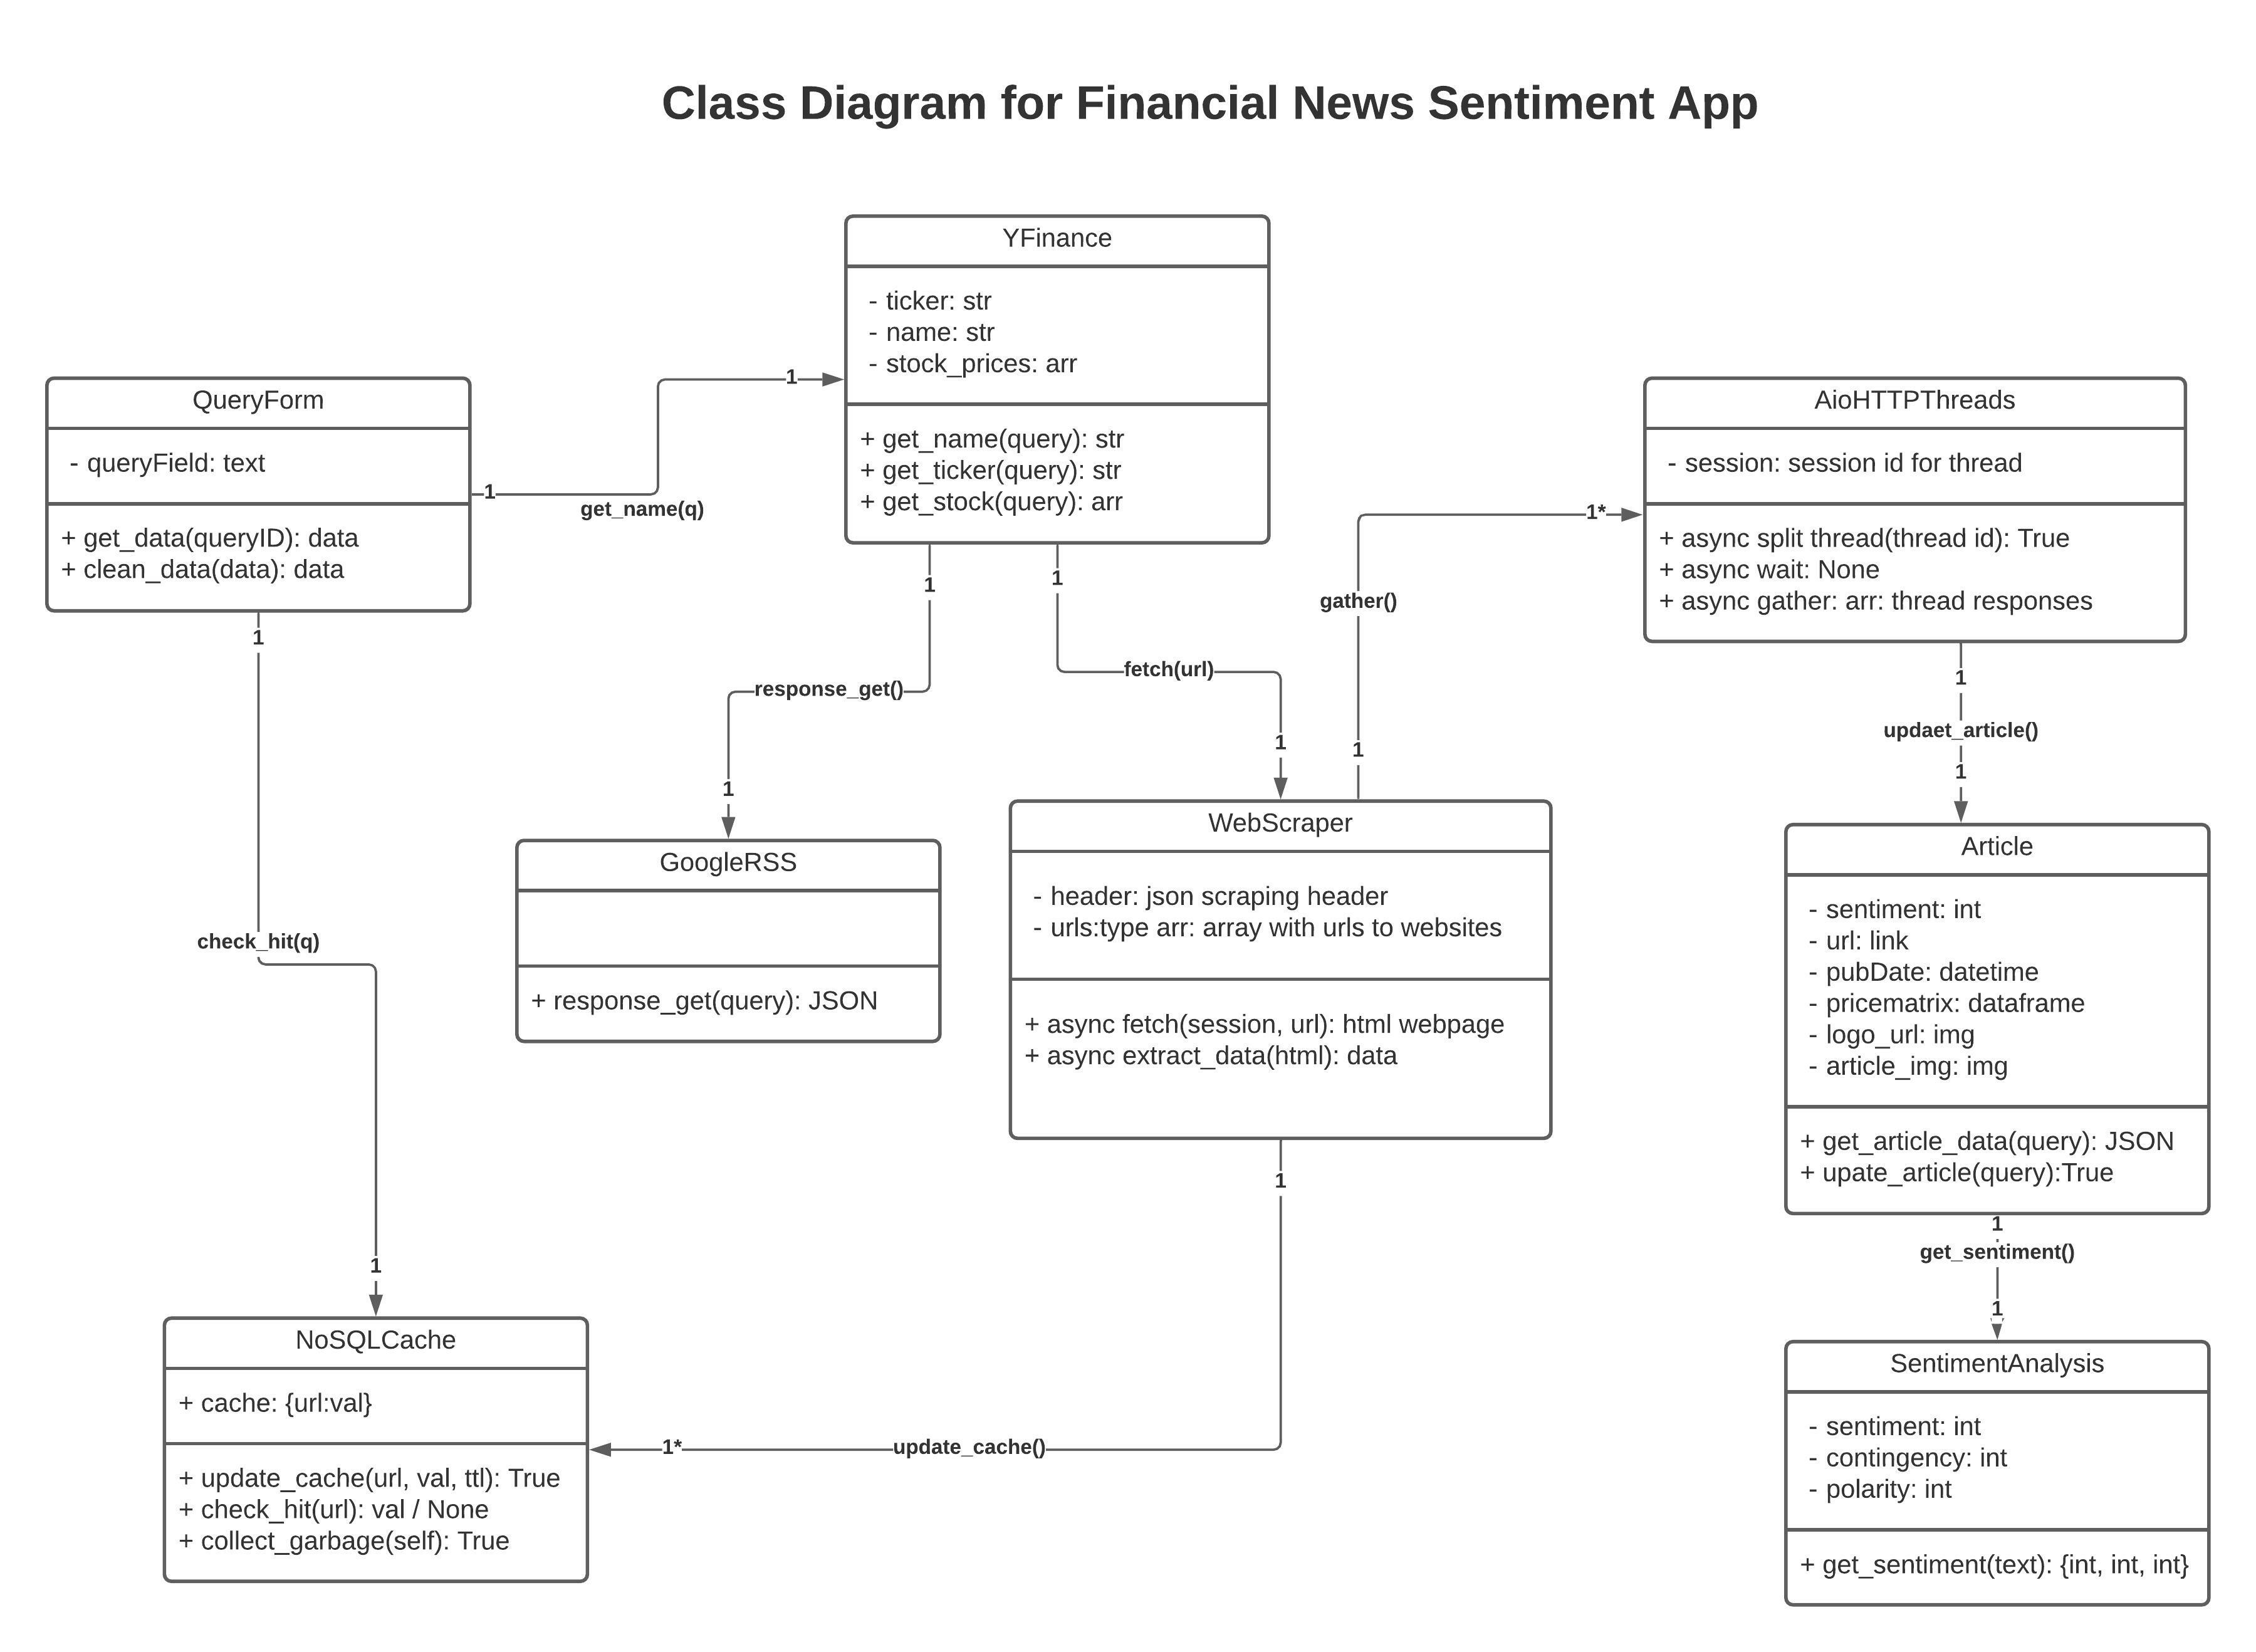 Class Diagram for Financial News Sentiment App
YFinance
- ticker: str
- name: str
- stock_prices: arr
+ get_name(query): str
+ get_ticker(query): str
+ get_stock(query): arr
QueryForm
- queryField: text
+ get_data(queryID): data
+ clean_data(data): data
1
get_name(q)
1
AioHTTPThreads
- session: session id for thread
+ async split thread(thread id): True
+ async wait: None
+ async gather: arr: thread responses
1
check_hit(q)
1
1
response_get()
1
1
fetch(url)
1
1*
gather()
1
1
updaet_article()
1
GoogleRSS
+ response_get(query): JSON
WebScraper
- header: json scraping header
- urls:type arr: array with urls to websites
+ async fetch(session, url): html webpage
+ async extract_data(html): data
Article
- sentiment: int
- url: link
- pubDate: datetime
- pricematrix: dataframe
- logo_url: img
- article_img: img
+ get_article_data(query): JSON
+ upate_article(query):True
1
get_sentiment()
1
NoSQLCache
+ cache: {url:val}
+ update_cache(url, val, ttl): True
+ check_hit(url): val / None
+ collect_garbage(self): True
1
1*
update_cache()
SentimentAnalysis
- sentiment: int
- contingency: int
- polarity: int
+ get_sentiment(text): {int, int, int}